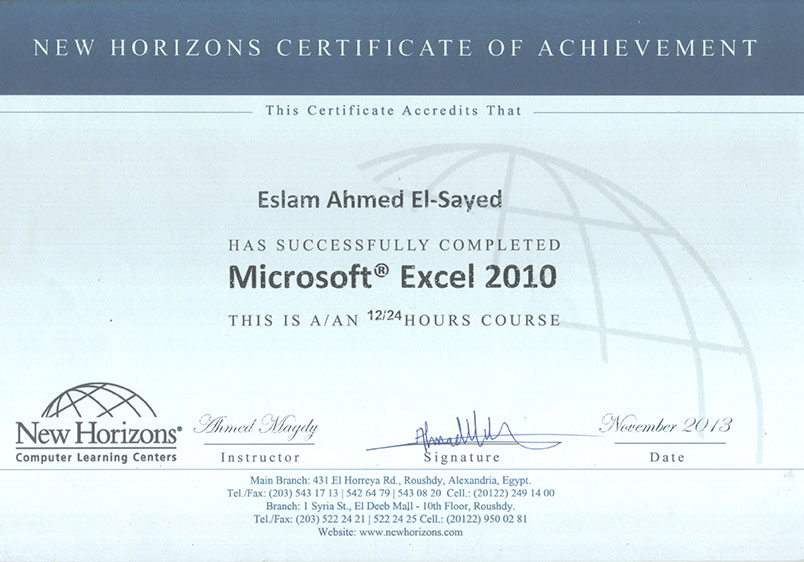 NEW HORIZONS CERTIFICATE OF ACHIEVEMENT
This Certificate Accredits That
Eslam Ahmed El-Sayed
HAS SUCCESSFULLY COMPLETED
Microsoft® Excel 2010
THIS IS A/AN 12/24 HOURS COURSE
New Horizons®
Computer Learning Centers
Ahmed Magdy
Instructor
Signature
November 2013
Date
Main Branch: 431 El Horreya Rd., Roushdy, Alexandria, Egypt.
Tel./Fax: (203) 543 17 13 | 542 64 79 | 543 08 20 Cell.: (20122) 249 14 00
Branch: 1 Syria St., El Deeb Mall - 10th Floor, Roushdy.
Tel./Fax: (203) 522 24 21 | 522 24 25 Cell.: (20122) 950 02 81
Website: www.newhorizons.com